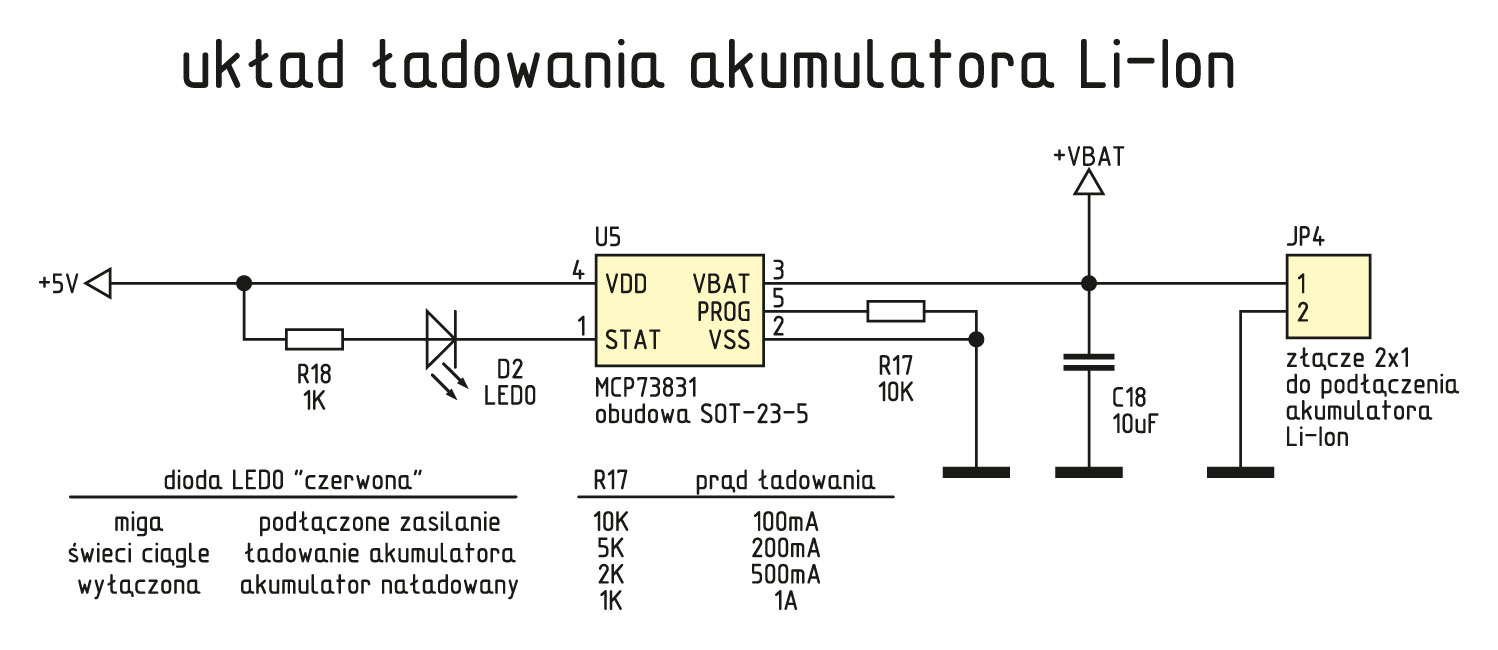 układ ładowania akumulatora Li-Ion
+VBAT
U5
JP4
+5V
4
VDD
VBAT
3
1
PROG
5
2
1
STAT
VSS
2
R18
1K
D2
LED0
MCP73831
obudowa SOT-23-5
R17
10K
C18
10uF
złącze 2x1
do podłączenia
akumulatora
Li-Ion
dioda LED0 "czerwona"
miga podłączone zasilanie
świeci ciągle ładowanie akumulatora
wyłączona akumulator naładowany
R17 prąd ładowania
10K 100mA
5K 200mA
2K 500mA
1K 1A